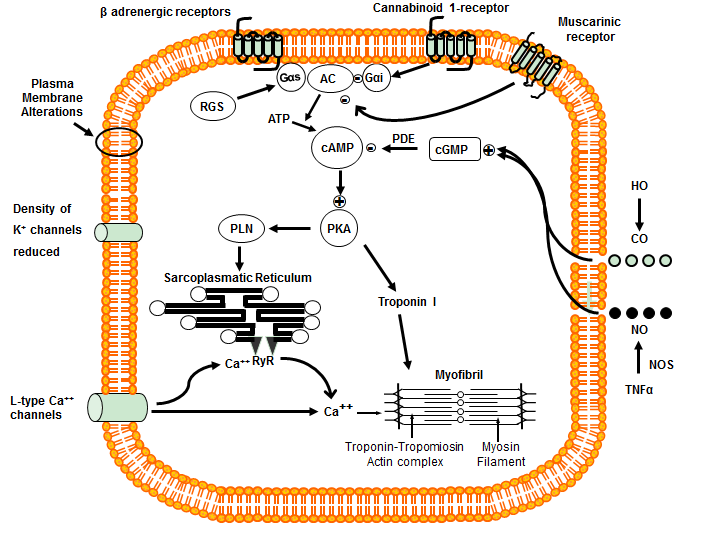 β adrenergic receptors
Cannabinoid 1-receptor
Muscarinic
receptor
Plasma
Membrane
Alterations
Gαs
AC
Gαi
RGS
ATP
cAMP
PDE
cGMP
HO
CO
Density of
K⁺ channels
reduced
PLN
PKA
Sarcoplasmatic Reticulum
Troponin I
NO
NOS
TNFα
Ca⁺⁺
RyR
Myofibril
L-type Ca⁺⁺
channels
Ca⁺⁺
Troponin-Tropomiosin
Actin complex
Myosin
Filament